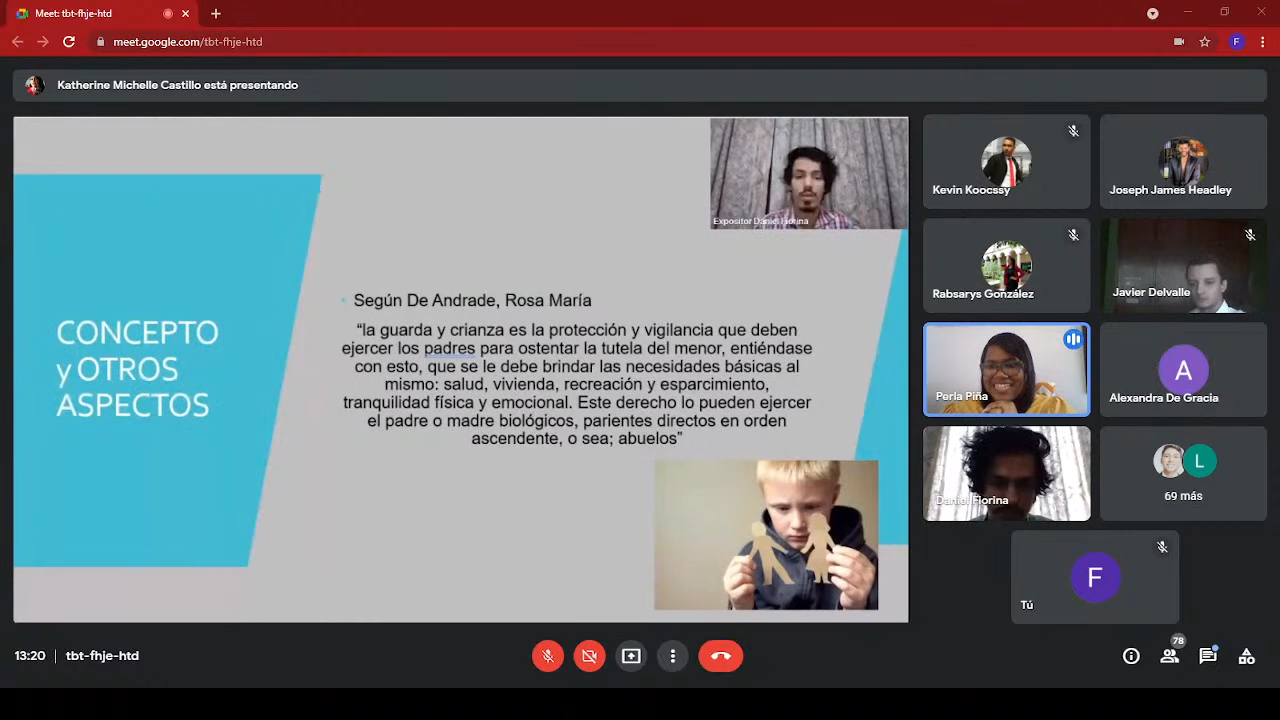 Meet: tbt-fhje-htd
meet.google.com/tbt-fhje-htd
F
Katherine Michelle Castillo está presentando
Expositor Daniel Fiorina
CONCEPTO
y OTROS
ASPECTOS
Según De Andrade, Rosa María
“la guarda y crianza es la protección y vigilancia que deben
ejercer los padres para ostentar la tutela del menor, entiéndase
con esto, que se le debe brindar las necesidades básicas al
mismo: salud, vivienda, recreación y esparcimiento,
tranquilidad física y emocional. Este derecho lo pueden ejercer
el padre o madre biológicos, parientes directos en orden
ascendente, o sea; abuelos”
Kevin Koocssy
Joseph James Headley
Rabsarys González
Javier Delvalle
Perla Piña
A
Alexandra De Gracia
Daniel Fiorina
L
69 más
F
Tú
13:20
tbt-fhje-htd
78